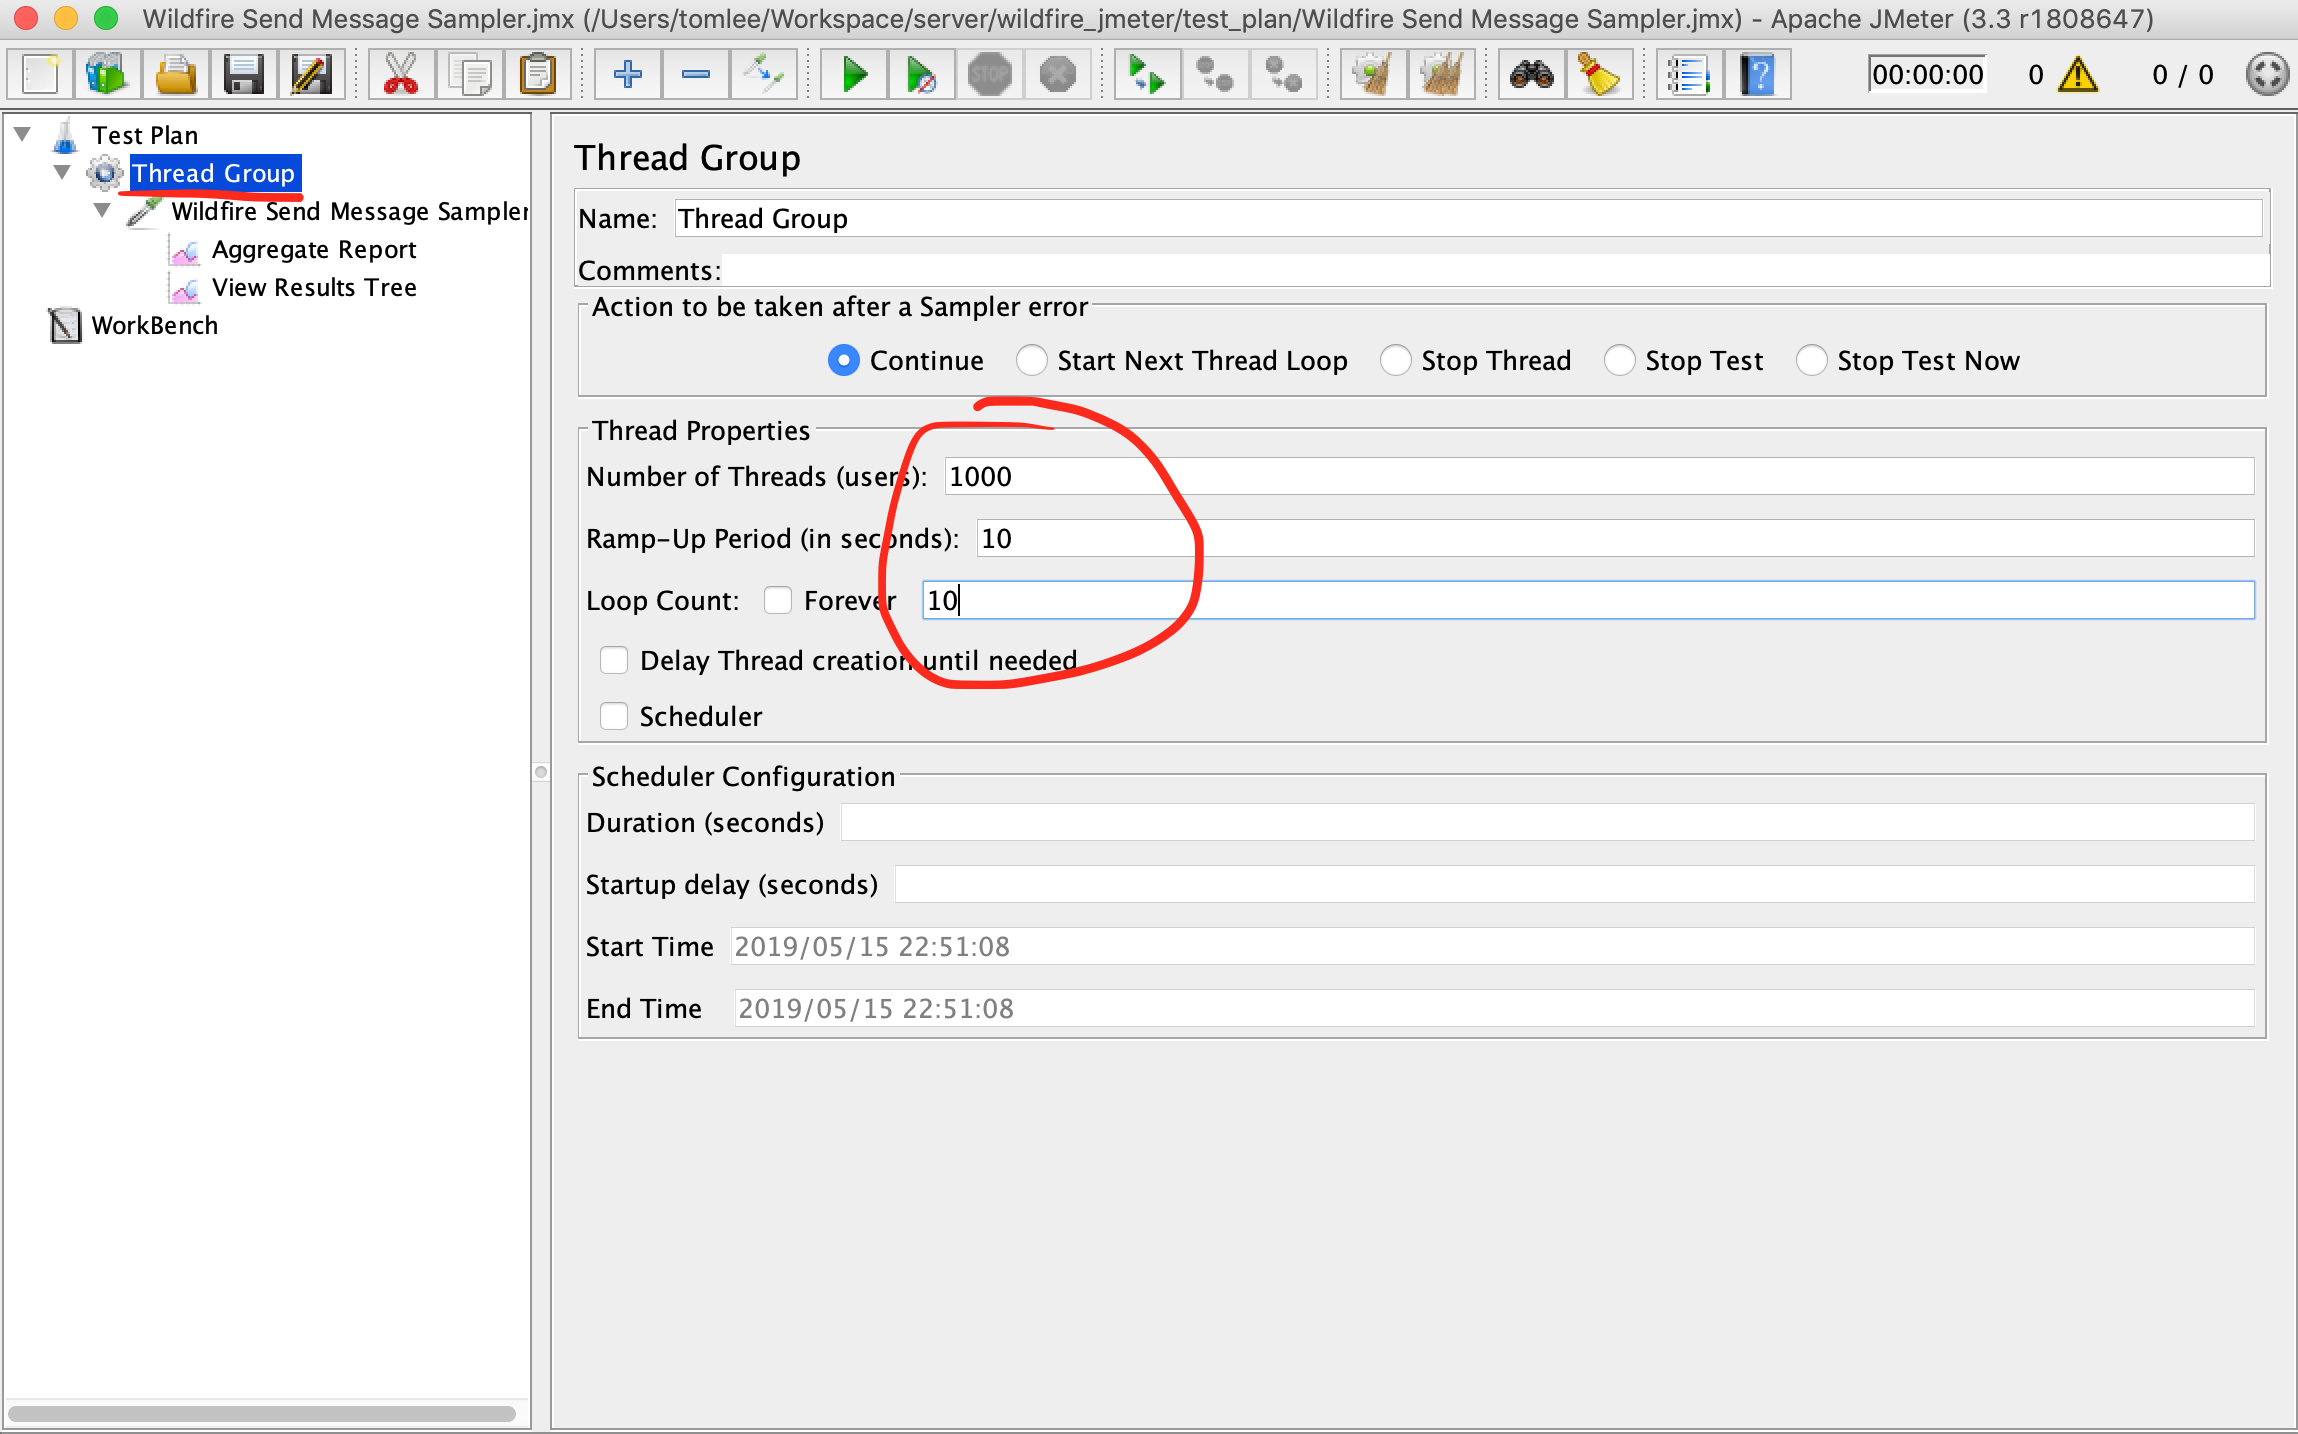 Wildfire Send Message Sampler.jmx (/Users/tomlee/Workspace/server/wildfire_jmeter/test_plan/Wildfire Send Message Sampler.jmx) - Apache JMeter (3.3 r1808647)
STOP
00:00:00 0 0 / 0
Test Plan
Thread Group
Wildfire Send Message Sampler
Aggregate Report
View Results Tree
WorkBench
Thread Group
Name: Thread Group
Comments:
Action to be taken after a Sampler error
Continue Start Next Thread Loop Stop Thread Stop Test Stop Test Now
Thread Properties
Number of Threads (users): 1000
Ramp-Up Period (in seconds): 10
Loop Count: Forever 10
Delay Thread creation until needed
Scheduler
Scheduler Configuration
Duration (seconds)
Startup delay (seconds)
Start Time 2019/05/15 22:51:08
End Time 2019/05/15 22:51:08